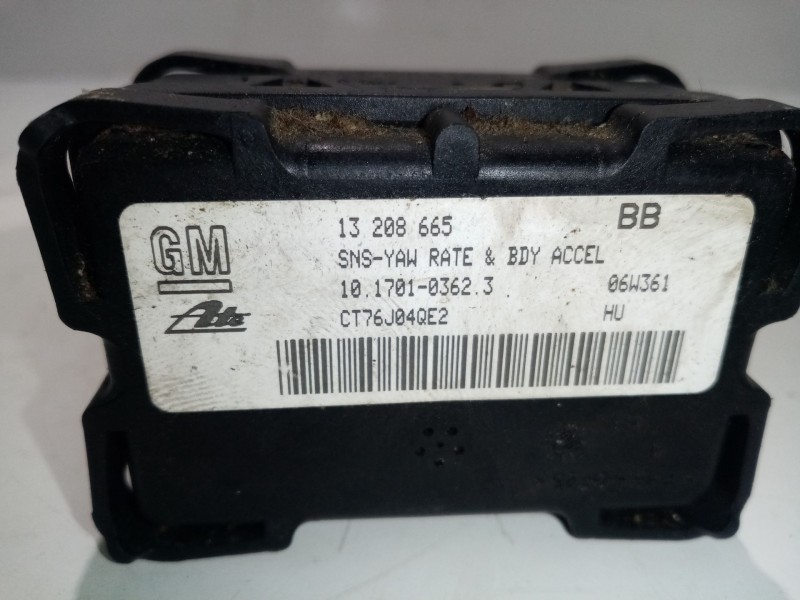 GM
13 208 665 BB
SNS-YAW RATE & BDY ACCEL
10.1701-0362.3 06W361
Ate CT76J04QE2 HU